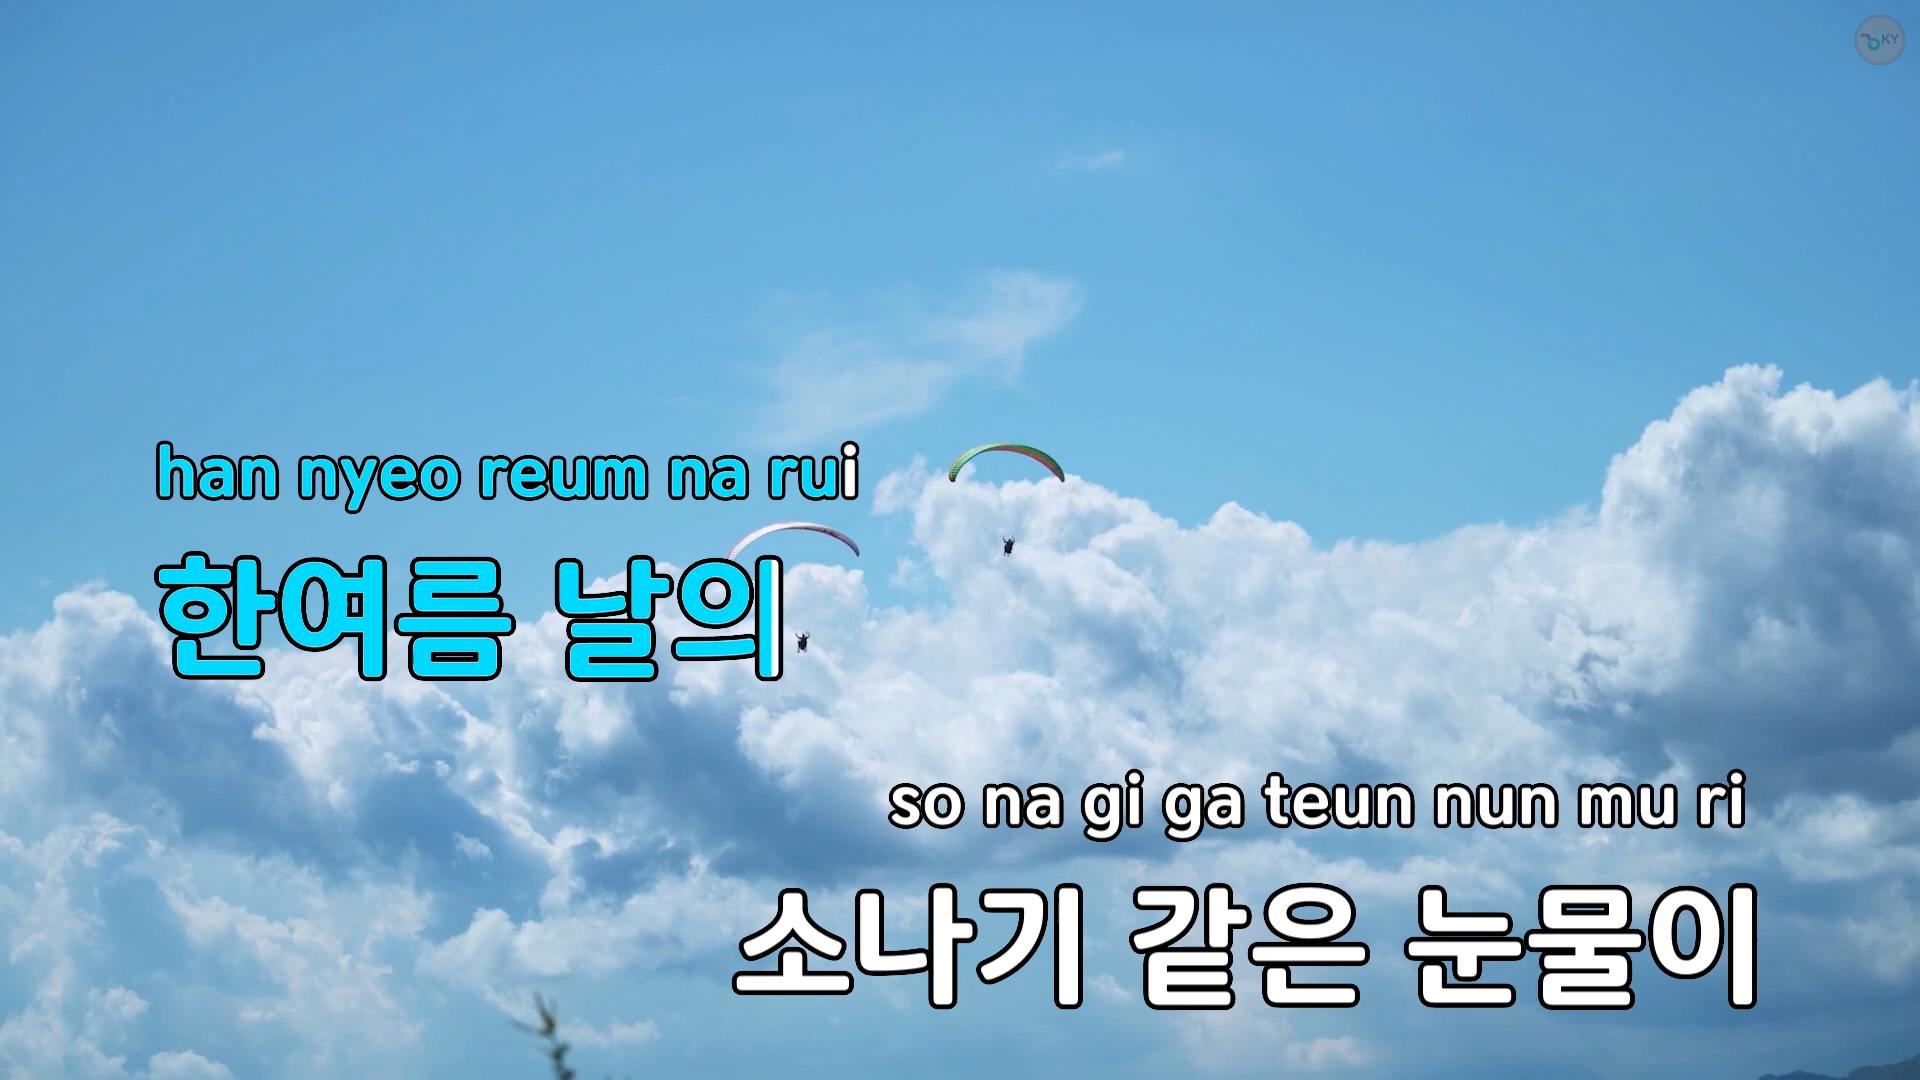 KY
han nyeo reum na rui
한여름 날의
so na gi ga teun nun mu ri
소나기 같은 눈물이